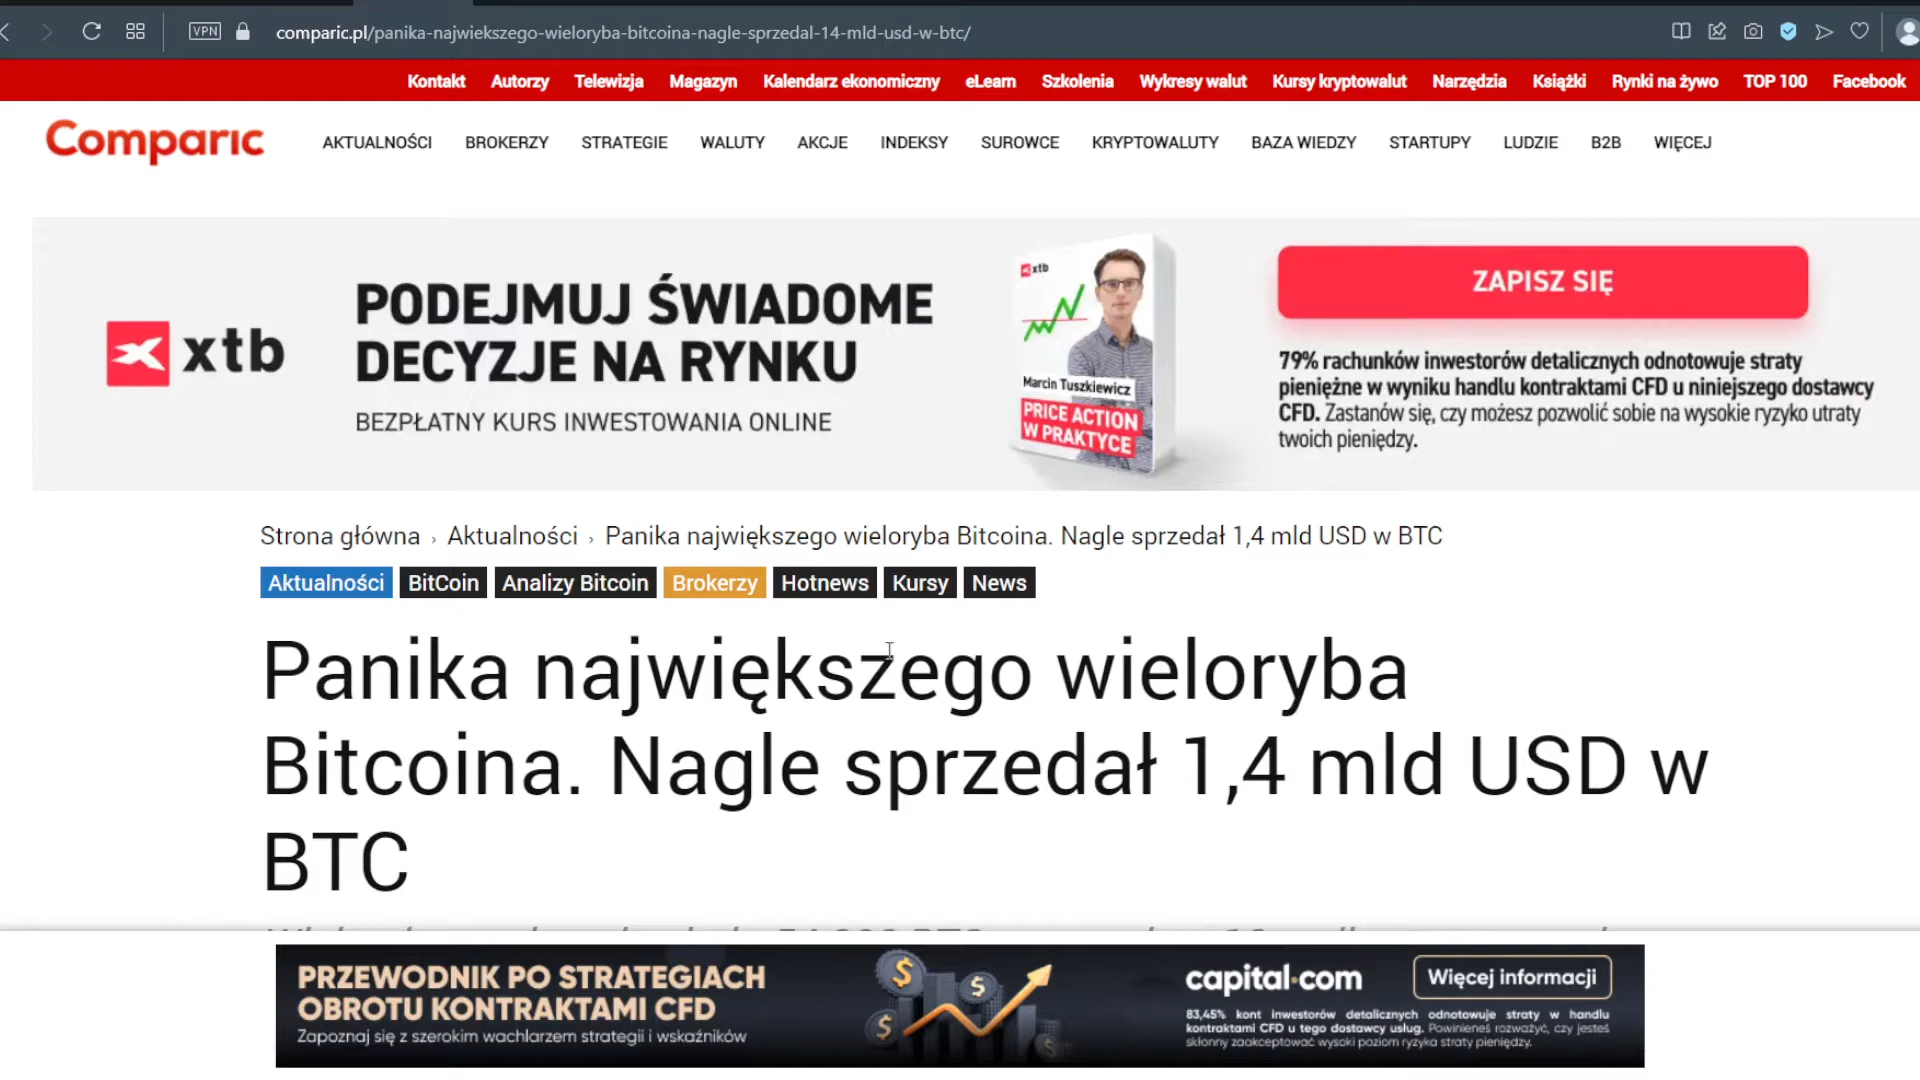 VPN
comparic.pl/panika-najwiekszego-wieloryba-bitcoina-nagle-sprzedal-14-mld-usd-w-btc/
Kontakt Autorzy Telewizja Magazyn Kalendarz ekonomiczny eLearn Szkolenia Wykresy walut Kursy kryptowalut Narzędzia Książki Rynki na żywo TOP 100 Facebook
Comparic AKTUALNOŚCI BROKERZY STRATEGIE WALUTY AKCJE INDEKSY SUROWCE KRYPTOWALUTY BAZA WIEDZY STARTUPY LUDZIE B2B WIĘCEJ
xtb
PODEJMUJ ŚWIADOME
DECYZJE NA RYNKU
BEZPŁATNY KURS INWESTOWANIA ONLINE
xtb
Marcin Tuszkiewicz
PRICE ACTION
W PRAKTYCE
ZAPISZ SIĘ
79% rachunków inwestorów detalicznych odnotowuje straty
pieniężne w wyniku handlu kontraktami CFD u niniejszego dostawcy
CFD. Zastanów się, czy możesz pozwolić sobie na wysokie ryzyko utraty
twoich pieniędzy.
Strona główna › Aktualności › Panika największego wieloryba Bitcoina. Nagle sprzedał 1,4 mld USD w BTC
Aktualności BitCoin Analizy Bitcoin Brokerzy Hotnews Kursy News
Panika największego wieloryba
Bitcoina. Nagle sprzedał 1,4 mld USD w
BTC
PRZEWODNIK PO STRATEGIACH
OBROTU KONTRAKTAMI CFD
Zapoznaj się z szerokim wachlarzem strategii i wskaźników
capital.com
Więcej informacji
83,45% kont inwestorów detalicznych odnotowuje straty w handlu
kontraktami CFD u tego dostawcy usług. Powinieneś rozważyć, czy jesteś
skłonny zaakceptować wysoki poziom ryzyka straty pieniędzy.